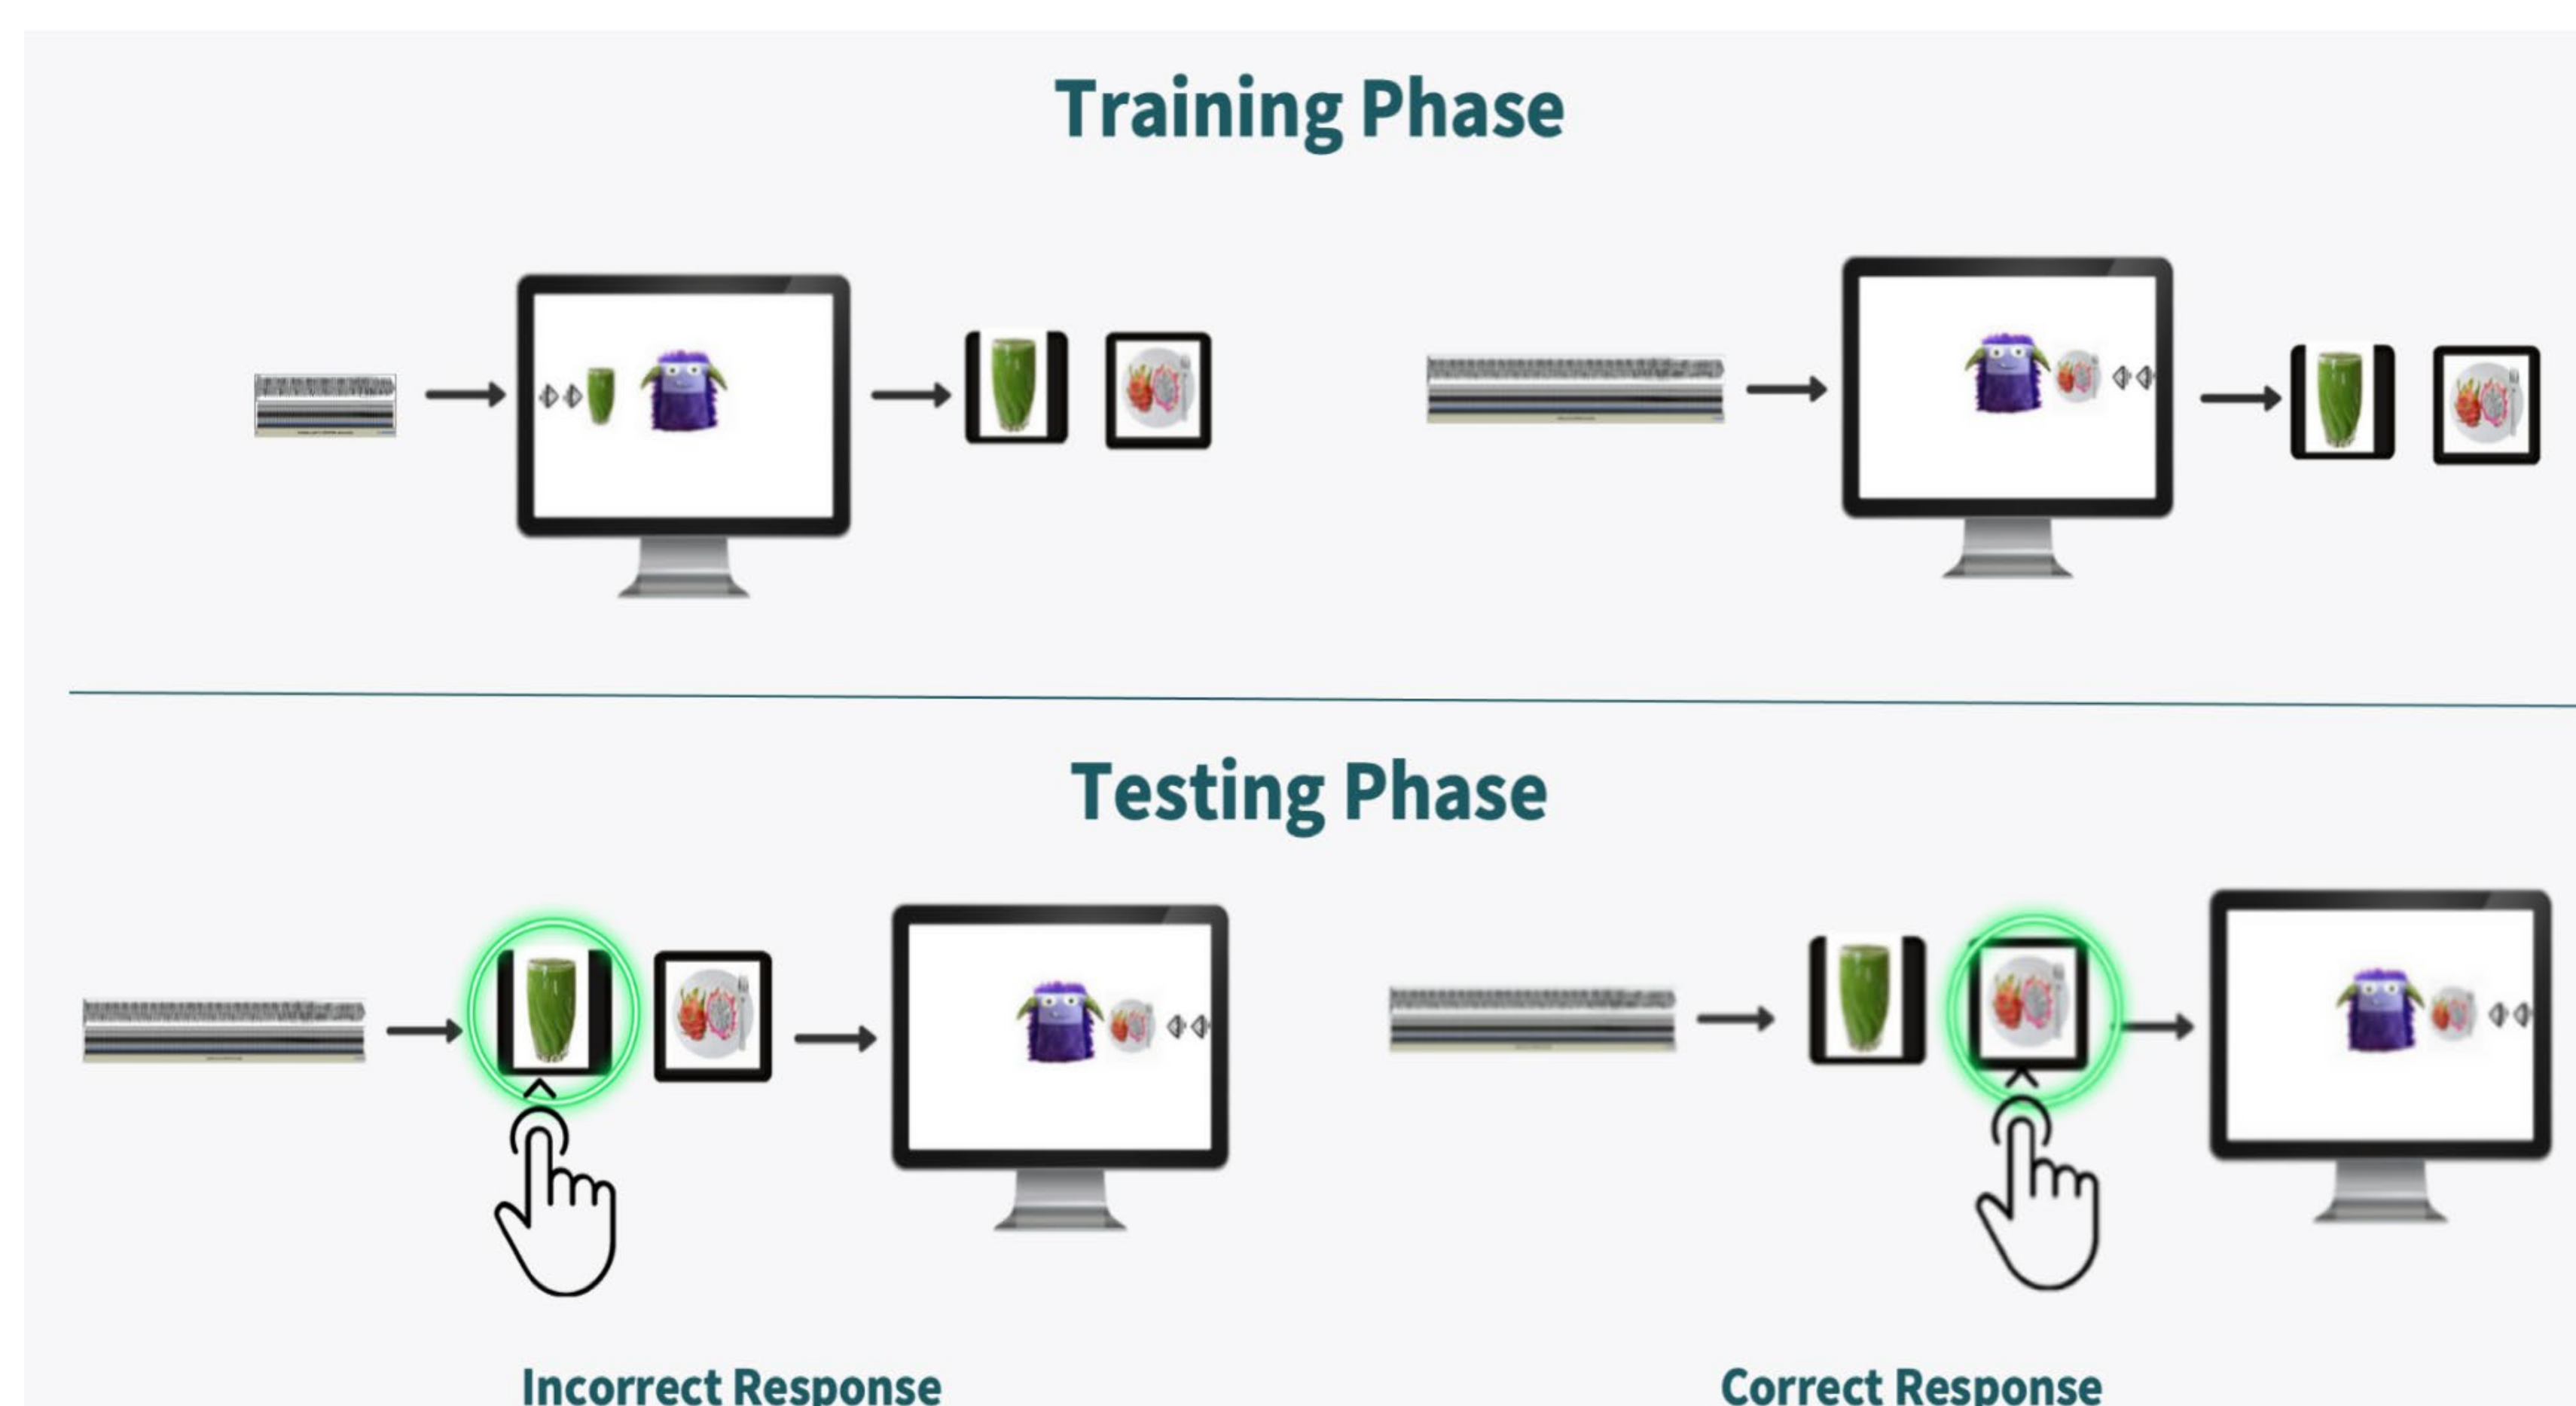 Training Phase
Testing Phase
Incorrect Response
Correct Response